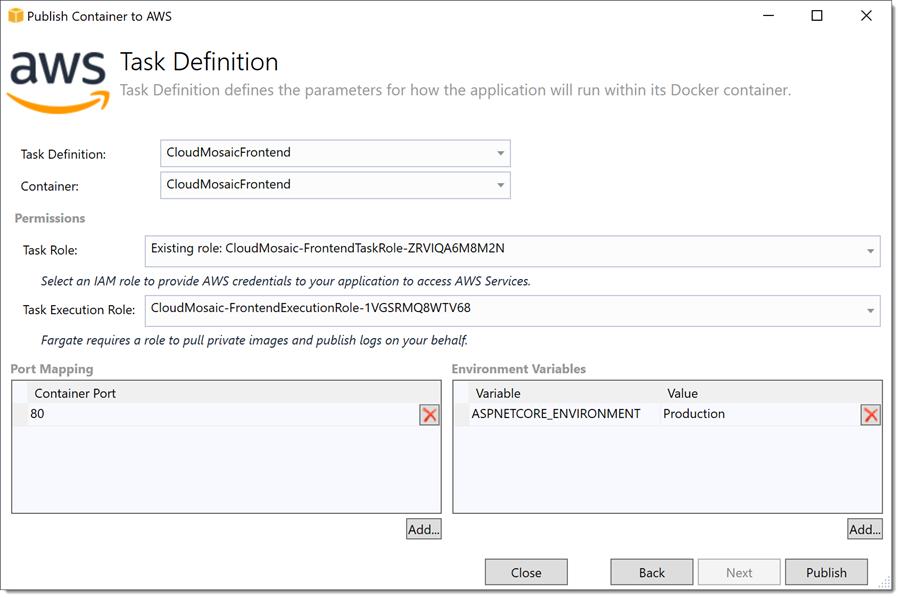 Publish Container to AWS
aws
Task Definition
Task Definition defines the parameters for how the application will run within its Docker container.
Task Definition: CloudMosaicFrontend
Container: CloudMosaicFrontend
Permissions
Task Role: Existing role: CloudMosaic-FrontendTaskRole-ZRVIQA6M8M2N
Select an IAM role to provide AWS credentials to your application to access AWS Services.
Task Execution Role: CloudMosaic-FrontendExecutionRole-1VGSRMQ8WTV68
Fargate requires a role to pull private images and publish logs on your behalf.
Port Mapping Environment Variables
Container Port Variable Value
80 ASPNETCORE_ENVIRONMENT Production
Add... Add...
Close Back Next Publish